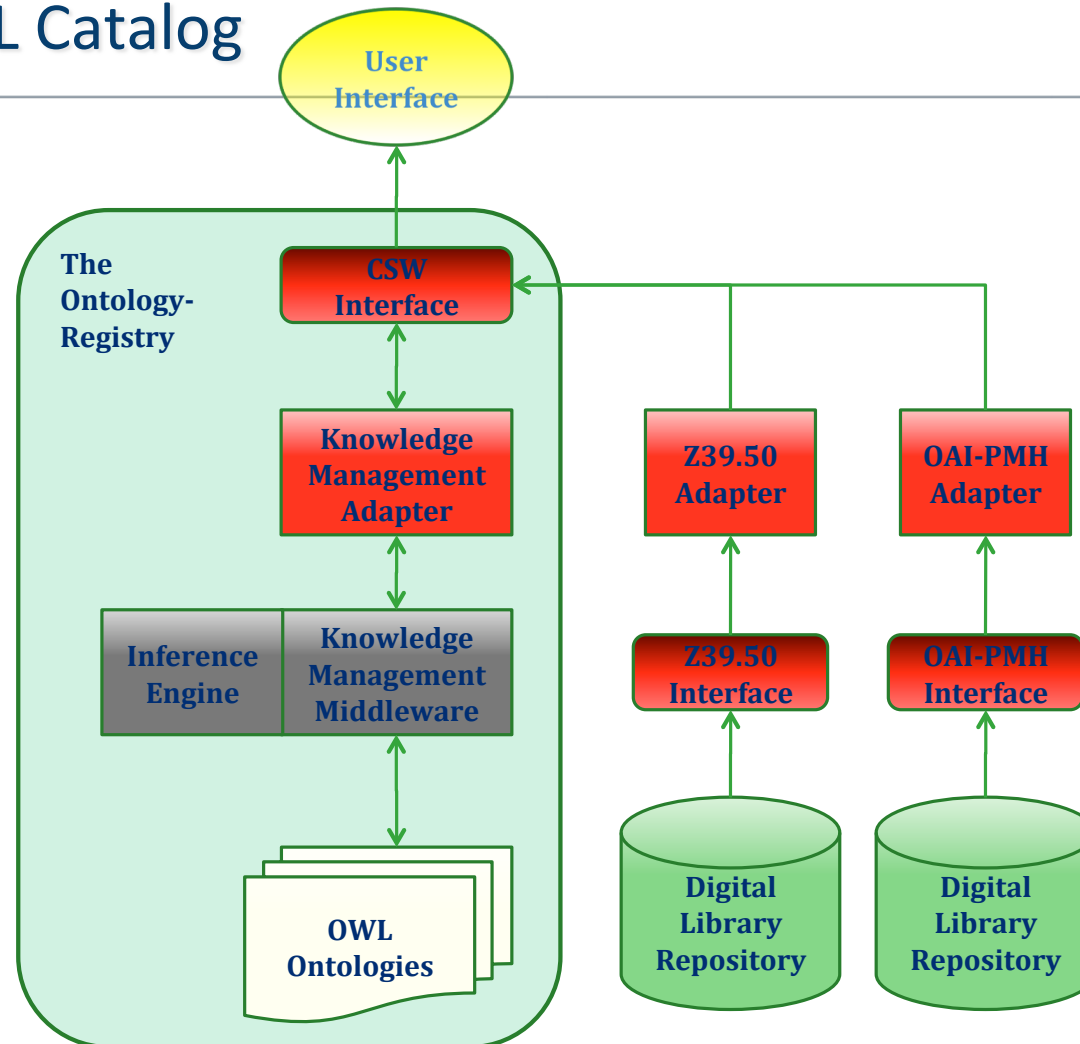 L Catalog
User
Interface
The
Ontology-
Registry
CSW
Interface
Knowledge
Management
Adapter
Z39.50
Adapter
OAI-PMH
Adapter
Inference
Engine
Knowledge
Management
Middleware
Z39.50
Interface
OAI-PMH
Interface
OWL
Ontologies
Digital
Library
Repository
Digital
Library
Repository